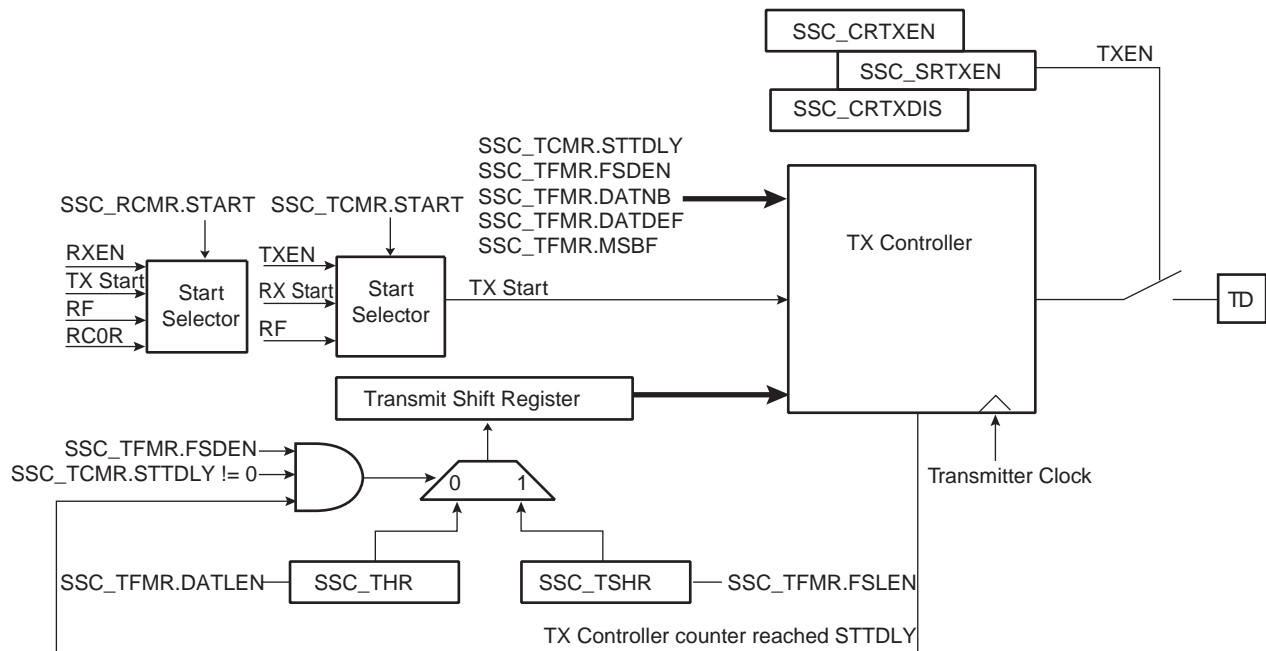 SSC_CRTXEN
SSC_SRTXEN
TXEN
SSC_CRTXDIS
SSC_TCMR.STTDLY
SSC_TFMR.FSDEN
SSC_TFMR.DATNB
SSC_TFMR.DATDEF
SSC_TFMR.MSBF
SSC_RCMR.START
SSC_TCMR.START
RXEN
TX Start
RF
RC0R
Start
Selector
TXEN
RX Start
RF
Start
Selector
TX Start
TX Controller
TD
Transmit Shift Register
Transmitter Clock
SSC_TFMR.FSDEN
SSC_TCMR.STTDLY != 0
0
1
SSC_TFMR.DATLEN
SSC_THR
SSC_TSHR
SSC_TFMR.FSLEN
TX Controller counter reached STTDLY